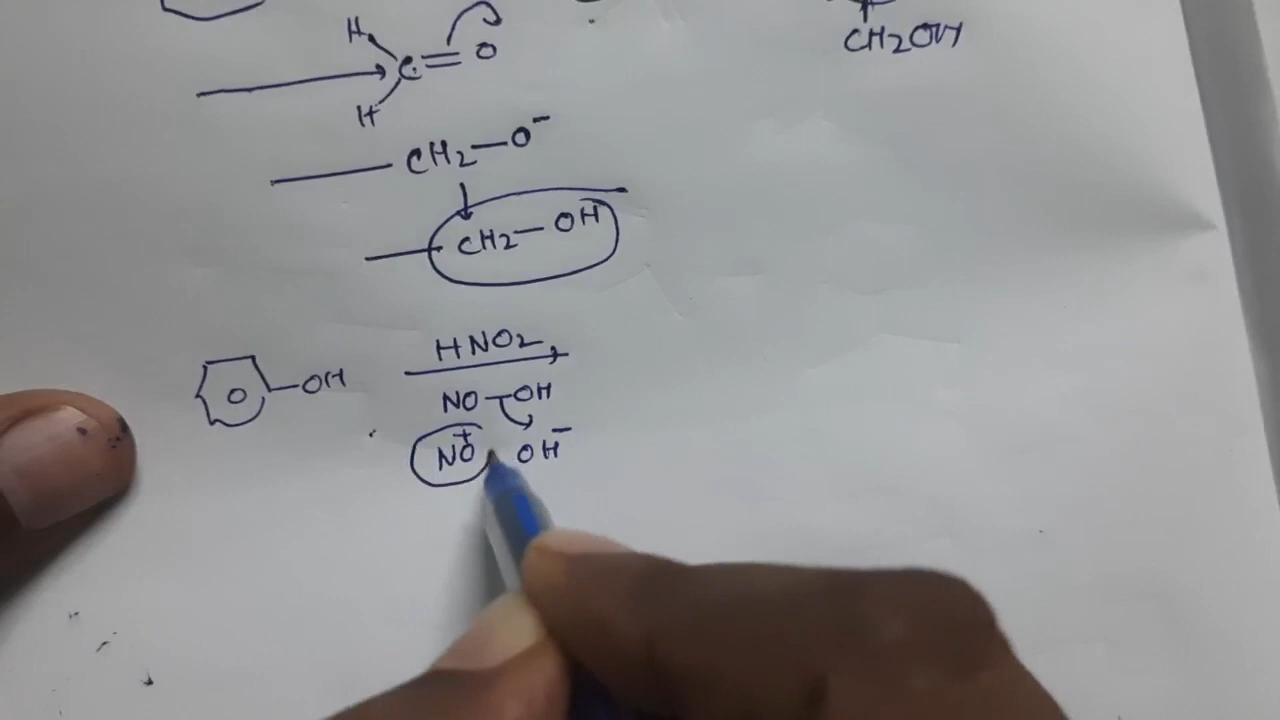 CH2OH
H
C=O
H
CH2-O⁻
CH2-OH
HNO2
OH
NO-OH
NO⁺ OH⁻